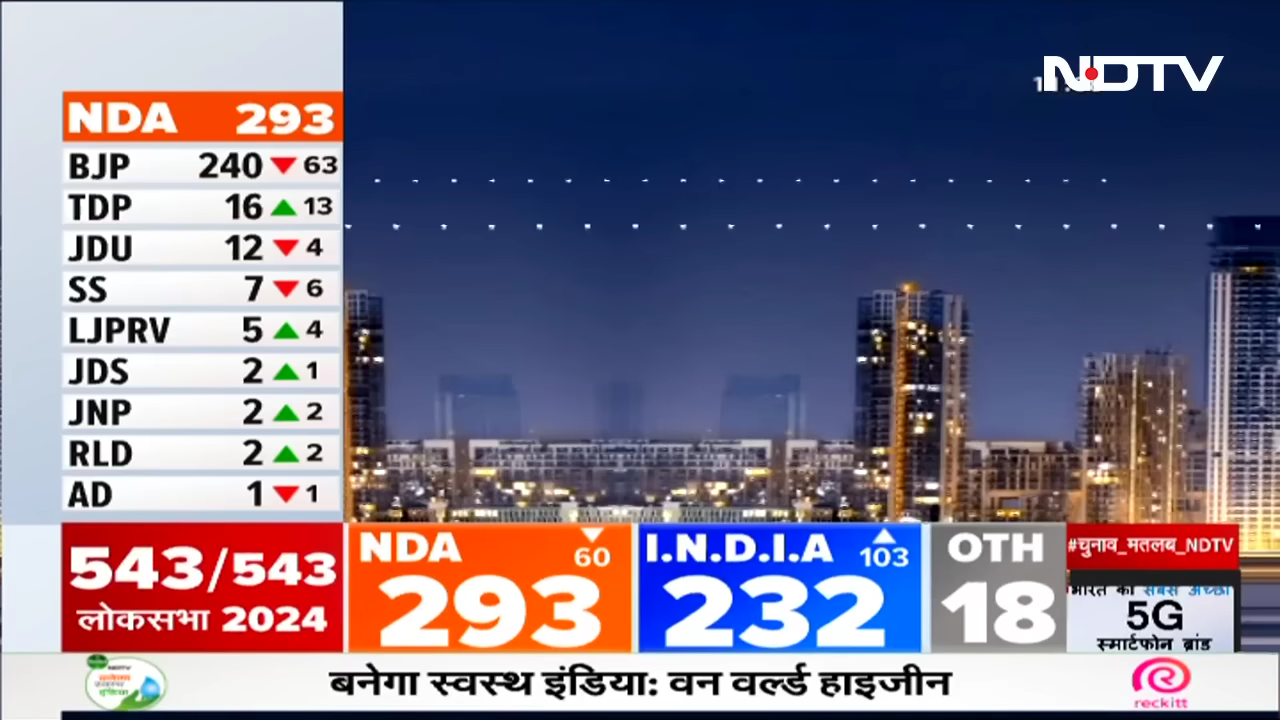 NDTV
NDA 293
BJP 240 ▼ 63
TDP 16 ▲ 13
JDU 12 ▼ 4
SS 7 ▼ 6
LJPRV 5 ▲ 4
JDS 2 ▲ 1
JNP 2 ▲ 2
RLD 2 ▲ 2
AD 1 ▼ 1
543/543
लोकसभा 2024
NDA ▼ 60
293
I.N.D.I.A ▲ 103
232
OTH
18
#चुनाव_मतलब_NDTV
भारत का सबसे अच्छा
5G
स्मार्टफोन ब्रांड
NDTV
बनेगा स्वस्थ इंडिया: वन वर्ल्ड हाइजीन
reckitt